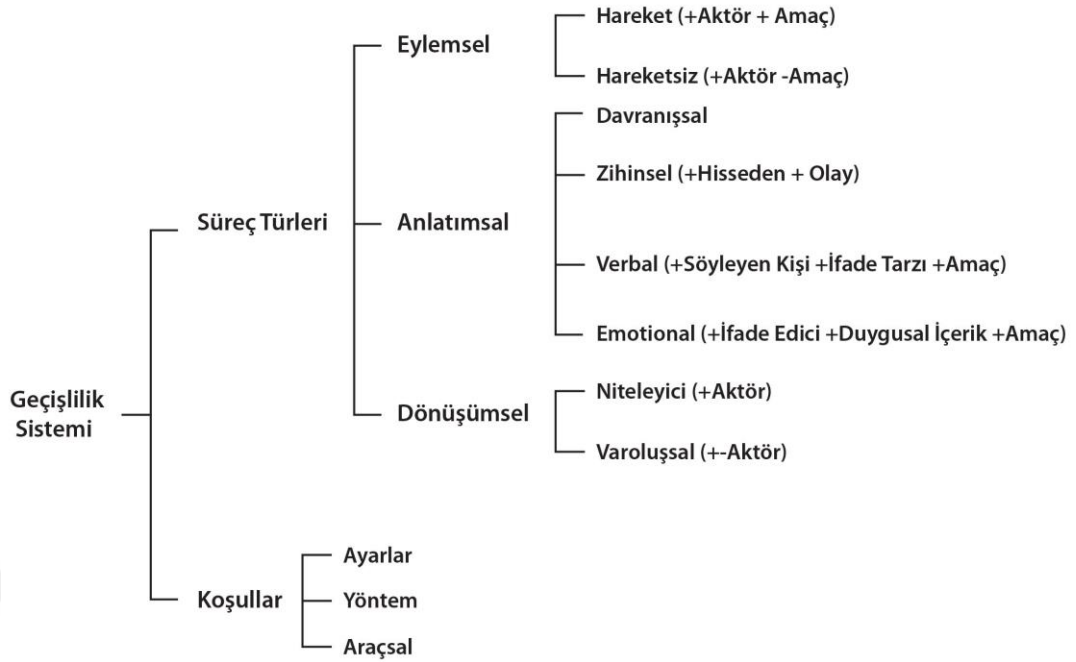 Geçişlilik
Sistemi
Süreç Türleri
Eylemsel
Hareket (+Aktör + Amaç)
Hareketsiz (+Aktör -Amaç)
Anlatımsal
Davranışsal
Zihinsel (+Hisseden + Olay)
Verbal (+Söyleyen Kişi +İfade Tarzı +Amaç)
Emotional (+İfade Edici +Duygusal İçerik +Amaç)
Dönüşümsel
Niteleyici (+Aktör)
Varoluşsal (+-Aktör)
Koşullar
Ayarlar
Yöntem
Araçsal